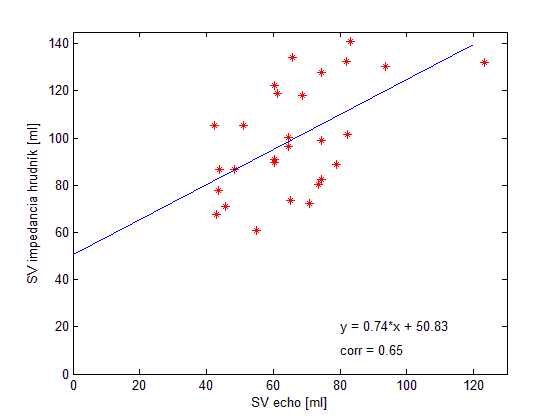 140
120
100
80
60
40
20
0
SV impedancia hrudník [ml]
y = 0.74*x + 50.83
corr = 0.65
0 20 40 60 80 100 120
SV echo [ml]